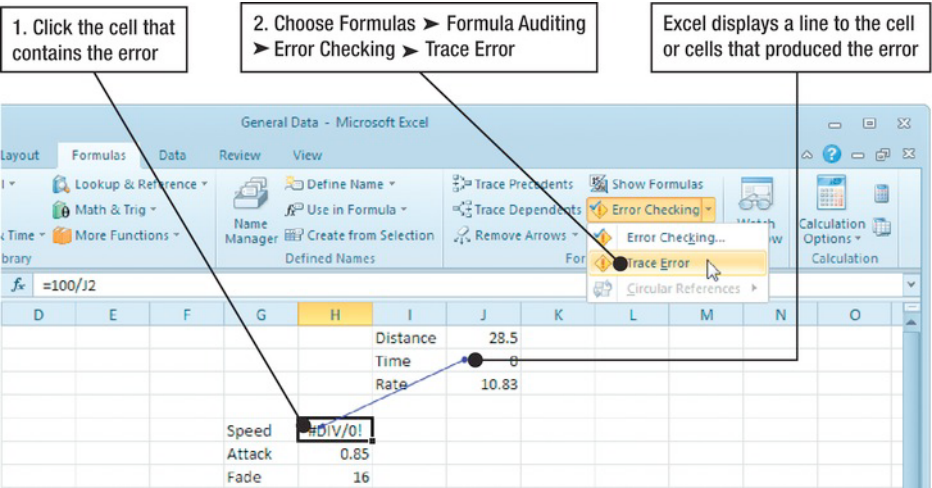 1. Click the cell that
contains the error
2. Choose Formulas ➤ Formula Auditing
➤ Error Checking ➤ Trace Error
Excel displays a line to the cell
or cells that produced the error
General Data - Microsoft Excel
Layout Formulas Data Review View
Lookup & Reference
Math & Trig
Time
More Functions
brary
Name
Manager
Define Name
Use in Formula
Create from Selection
Defined Names
Trace Precedents
Trace Dependents
Remove Arrows
Show Formulas
Error Checking
For
Calculation
Options
Calculation
Error Checking...
Trace Error
Circular References
fx =100/J2
D E F G H I J K L M N O
Distance 28.5
Time 0
Rate 10.83
Speed #DIV/0!
Attack 0.85
Fade 16